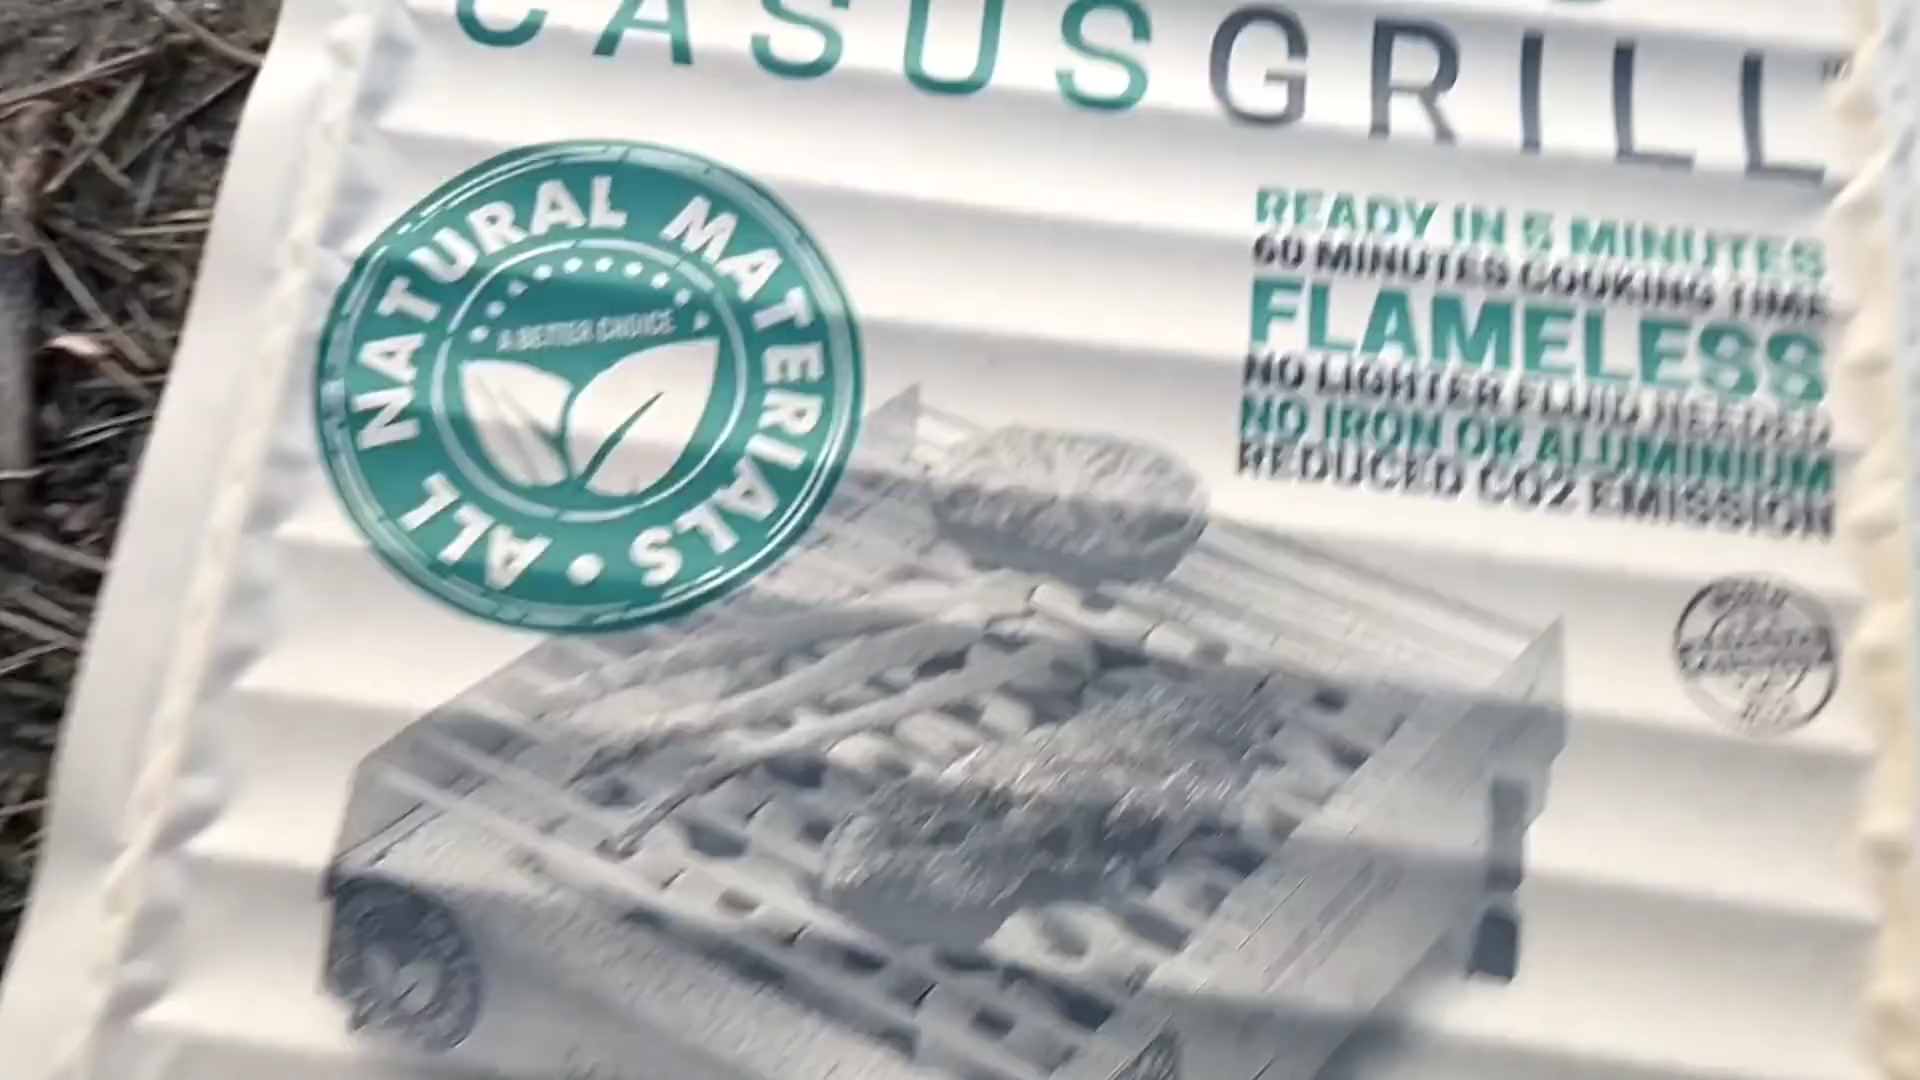 CASUSGRILL
ALL NATURAL MATERIALS •
A BETTER CHOICE
READY IN 5 MINUTES
60 MINUTES COOKING TIME
FLAMELESS
NO LIGHTER FLUID NEEDED
NO IRON OR ALUMINIUM
REDUCED CO2 EMISSION